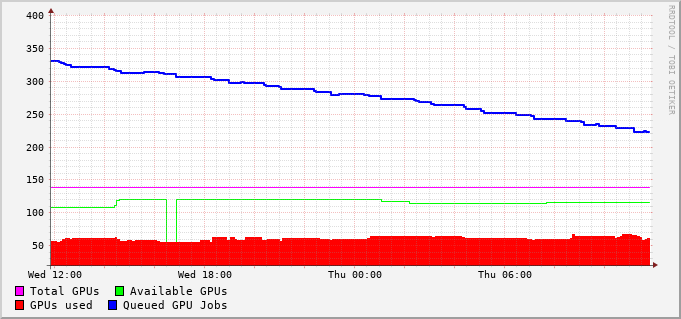 400
350
300
250
200
150
100
50
Wed 12:00 Wed 18:00 Thu 00:00 Thu 06:00
Total GPUs Available GPUs
GPUs used Queued GPU Jobs
RRDTOOL / TOBI OETIKER